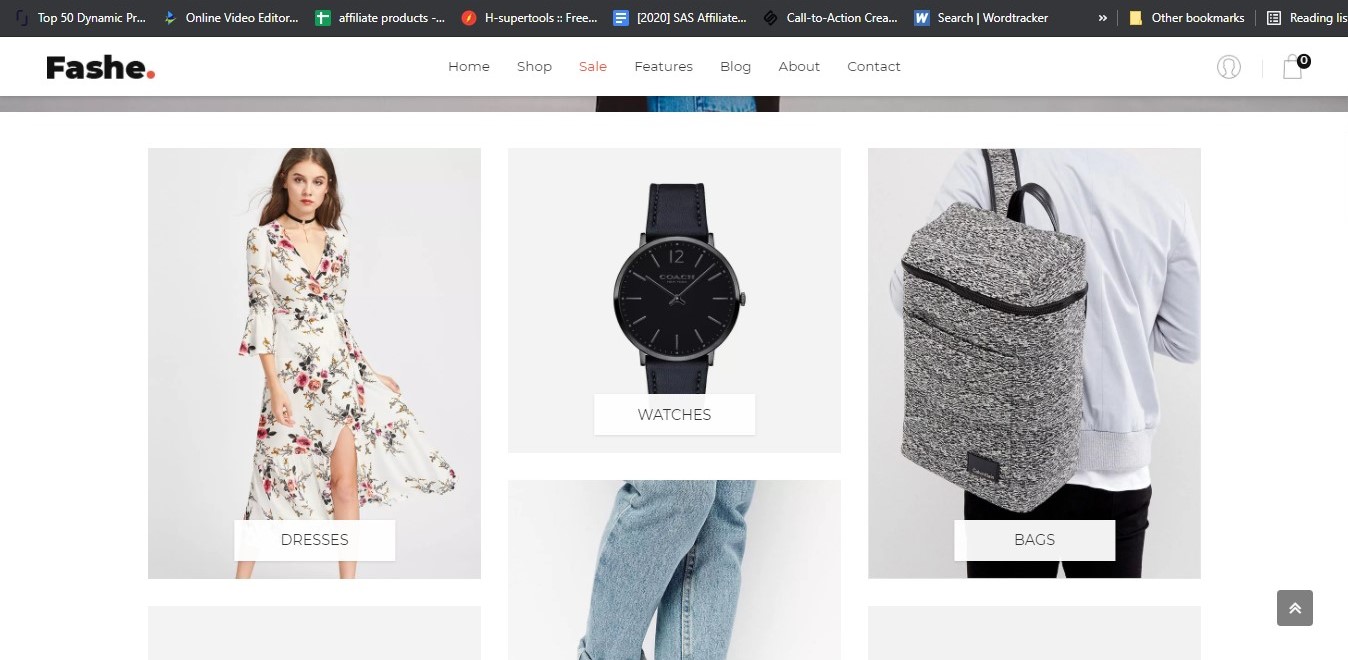 Top 50 Dynamic Pr... Online Video Editor... affiliate products -... H-supertools :: Free... [2020] SAS Affiliate... Call-to-Action Crea... Search | Wordtracker » Other bookmarks Reading lis
Fashe. Home Shop Sale Features Blog About Contact 0
12
COACH
WATCHES
DRESSES
BAGS